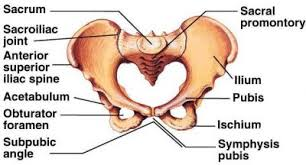 Sacrum
Sacroiliac
joint
Anterior
superior
iliac spine
Acetabulum
Obturator
foramen
Subpubic
angle
Sacral
promontory
Ilium
Pubis
Ischium
Symphysis
pubis